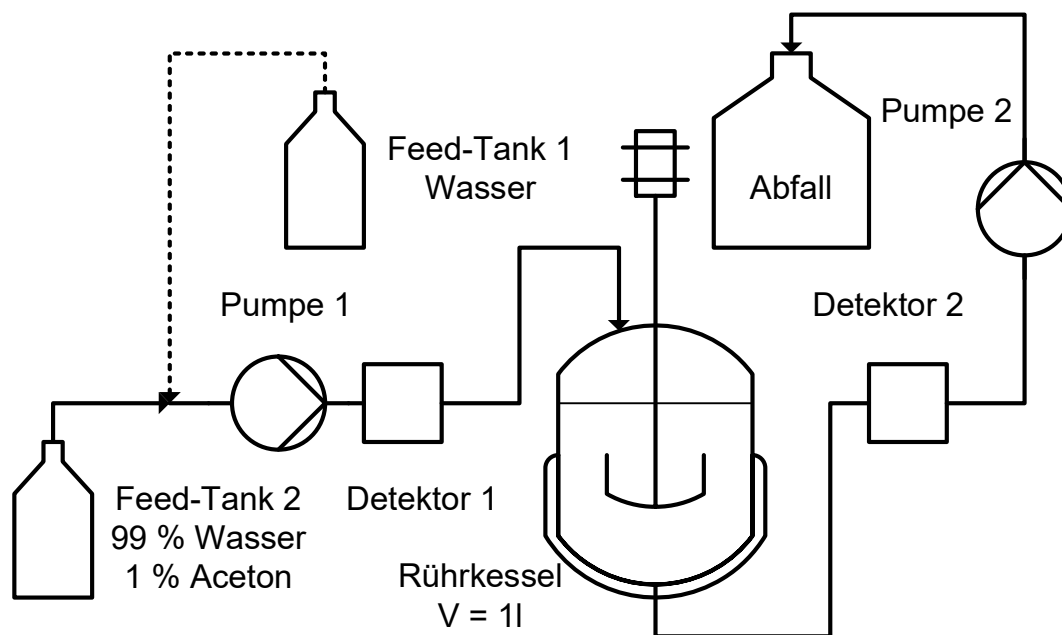 Feed-Tank 1
Wasser
Pumpe 2
Abfall
Pumpe 1
Detektor 2
Feed-Tank 2
99 % Wasser
1 % Aceton
Detektor 1
Rührkessel
V = 1l